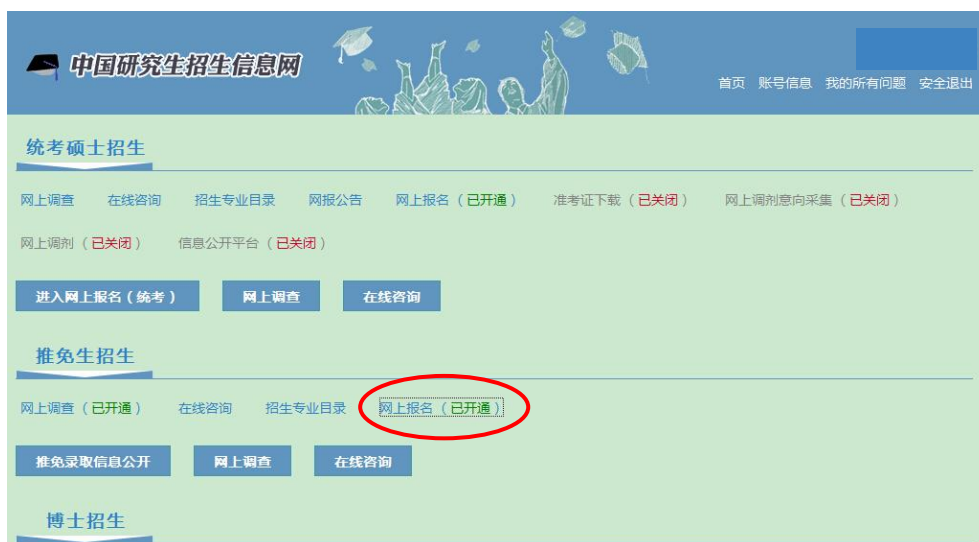 中国研究生招生信息网
首页 账号信息 我的所有问题 安全退出
统考硕士招生
网上调查 在线咨询 招生专业目录 网报公告 网上报名（已开通） 准考证下载（已关闭） 网上调剂意向采集（已关闭）
网上调剂（已关闭） 信息公开平台（已关闭）
进入网上报名（统考） 网上调查 在线咨询
推免生招生
网上调查（已开通） 在线咨询 招生专业目录 网上报名（已开通）
推免录取信息公开 网上调查 在线咨询
博士招生